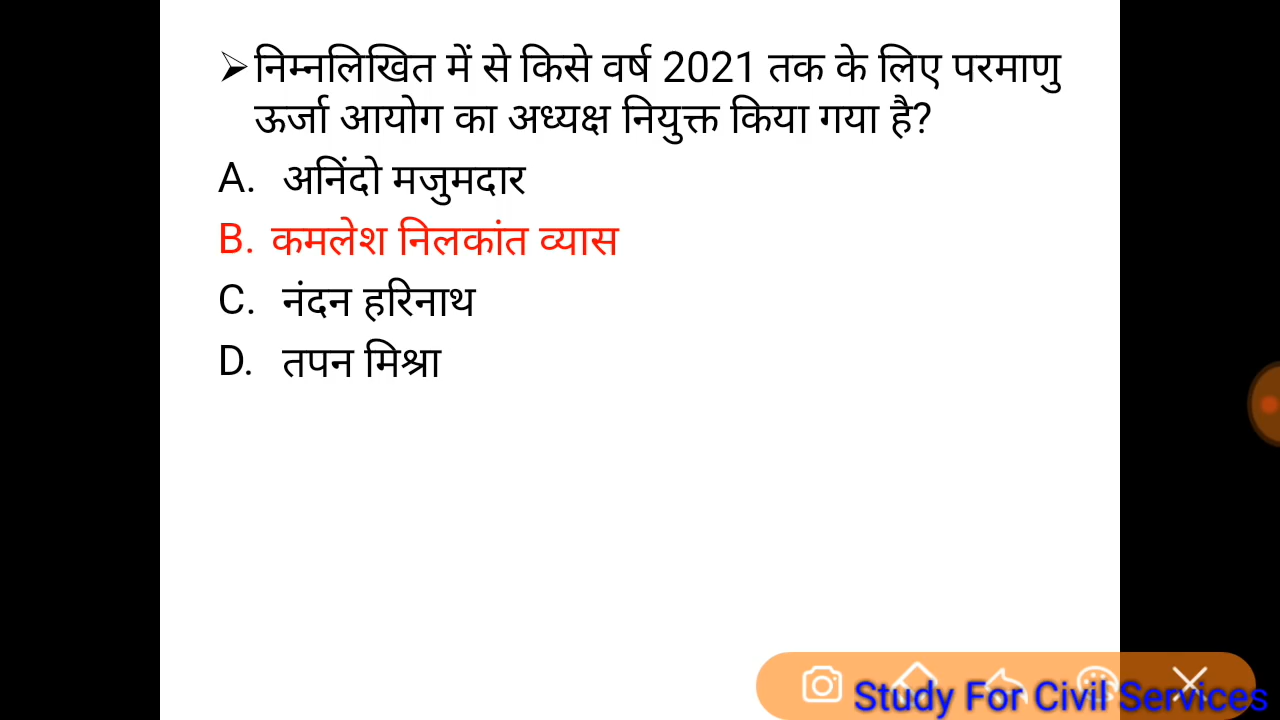 ➢ निम्नलिखित में से किसे वर्ष 2021 तक के लिए परमाणु
ऊर्जा आयोग का अध्यक्ष नियुक्त किया गया है?
A. अनिंदो मजुमदार
B. कमलेश निलकांत व्यास
C. नंदन हरिनाथ
D. तपन मिश्रा
Study For Civil Services